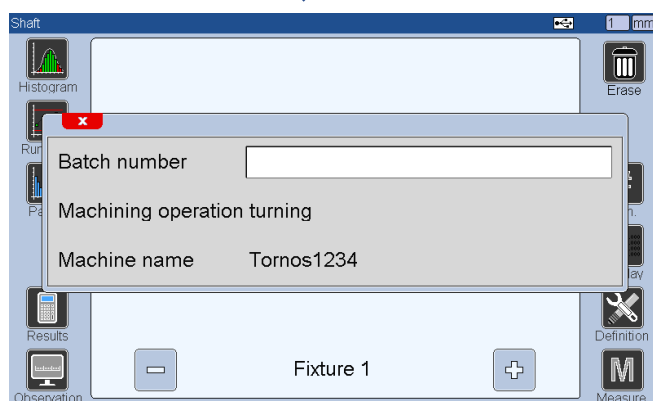 Shaft
1 mm
Histogram
Erase
x
Batch number
Machining operation turning
Machine name Tornos1234
Results
Definition
Fixture 1
M
Observation
Measure